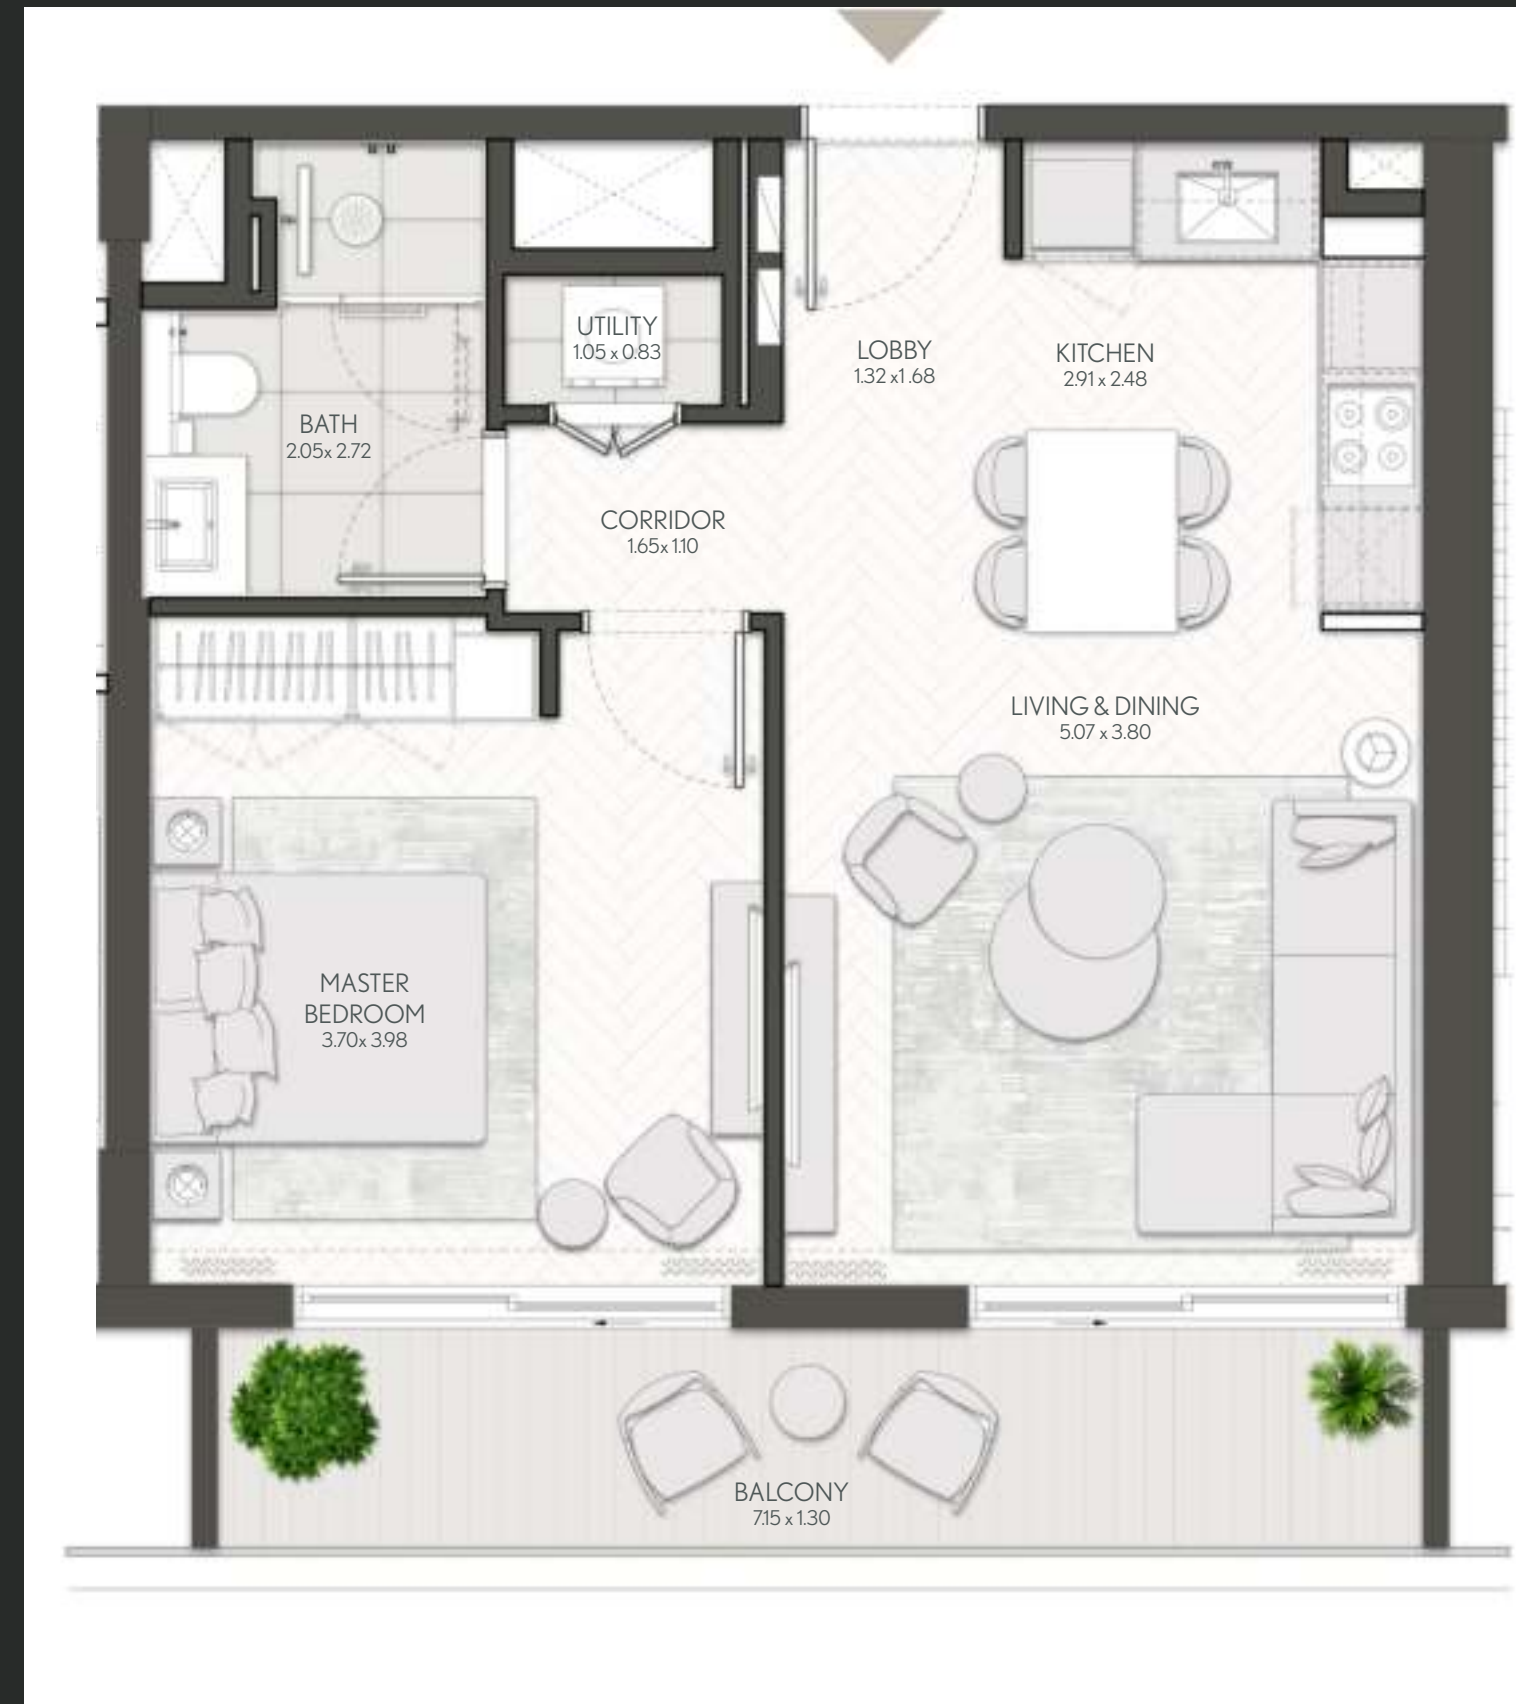 UTILITY
1.05 x 0.83
LOBBY
1.32 x1.68
KITCHEN
2.91 x 2.48
BATH
2.05x 2.72
CORRIDOR
1.65x 1.10
LIVING & DINING
5.07 x 3.80
MASTER
BEDROOM
3.70x 3.98
BALCONY
7.15 x 1.30